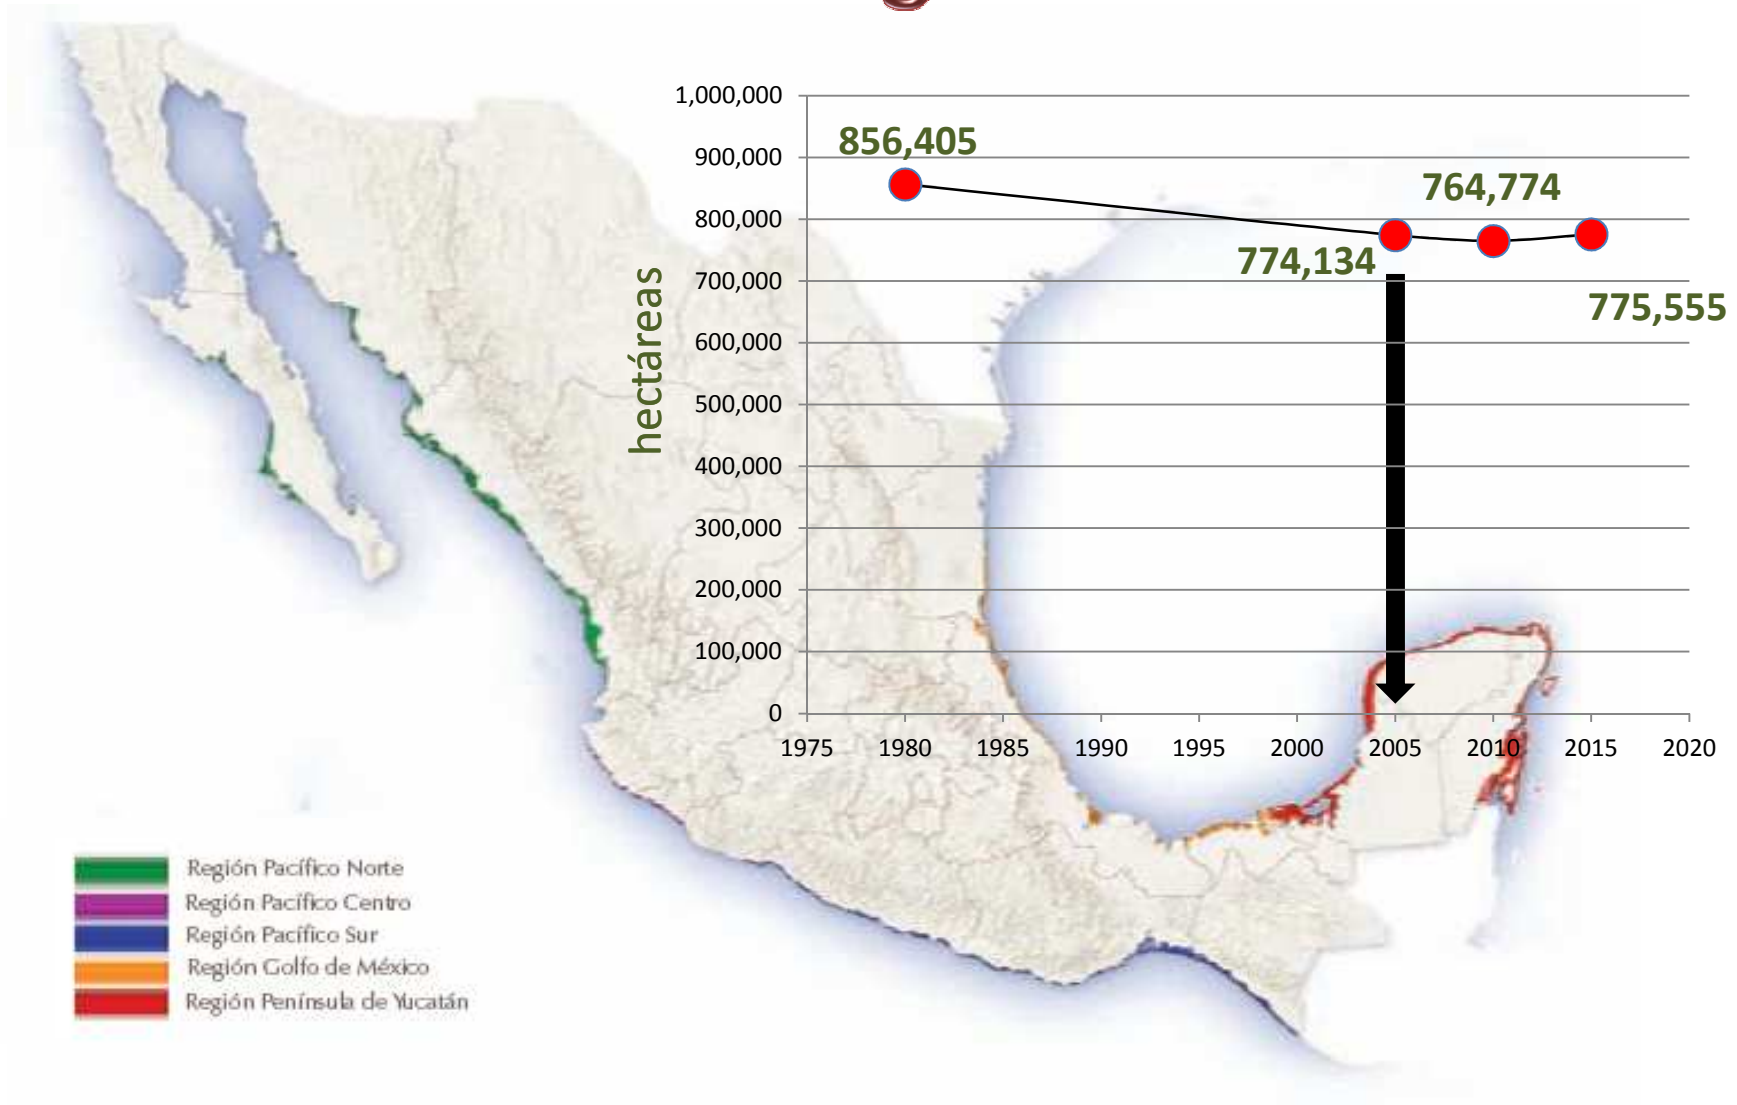 1,000,000
900,000
800,000
700,000
600,000
500,000
400,000
300,000
200,000
100,000
0
hectáreas
856,405
774,134
764,774
775,555
1975 1980 1985 1990 1995 2000 2005 2010 2015 2020
Región Pacífico Norte
Región Pacífico Centro
Región Pacífico Sur
Región Golfo de México
Región Península de Yucatán